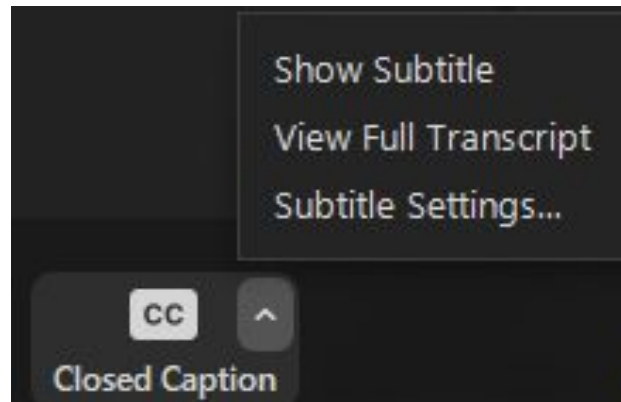 Show Subtitle
View Full Transcript
Subtitle Settings...
CC
Closed Caption